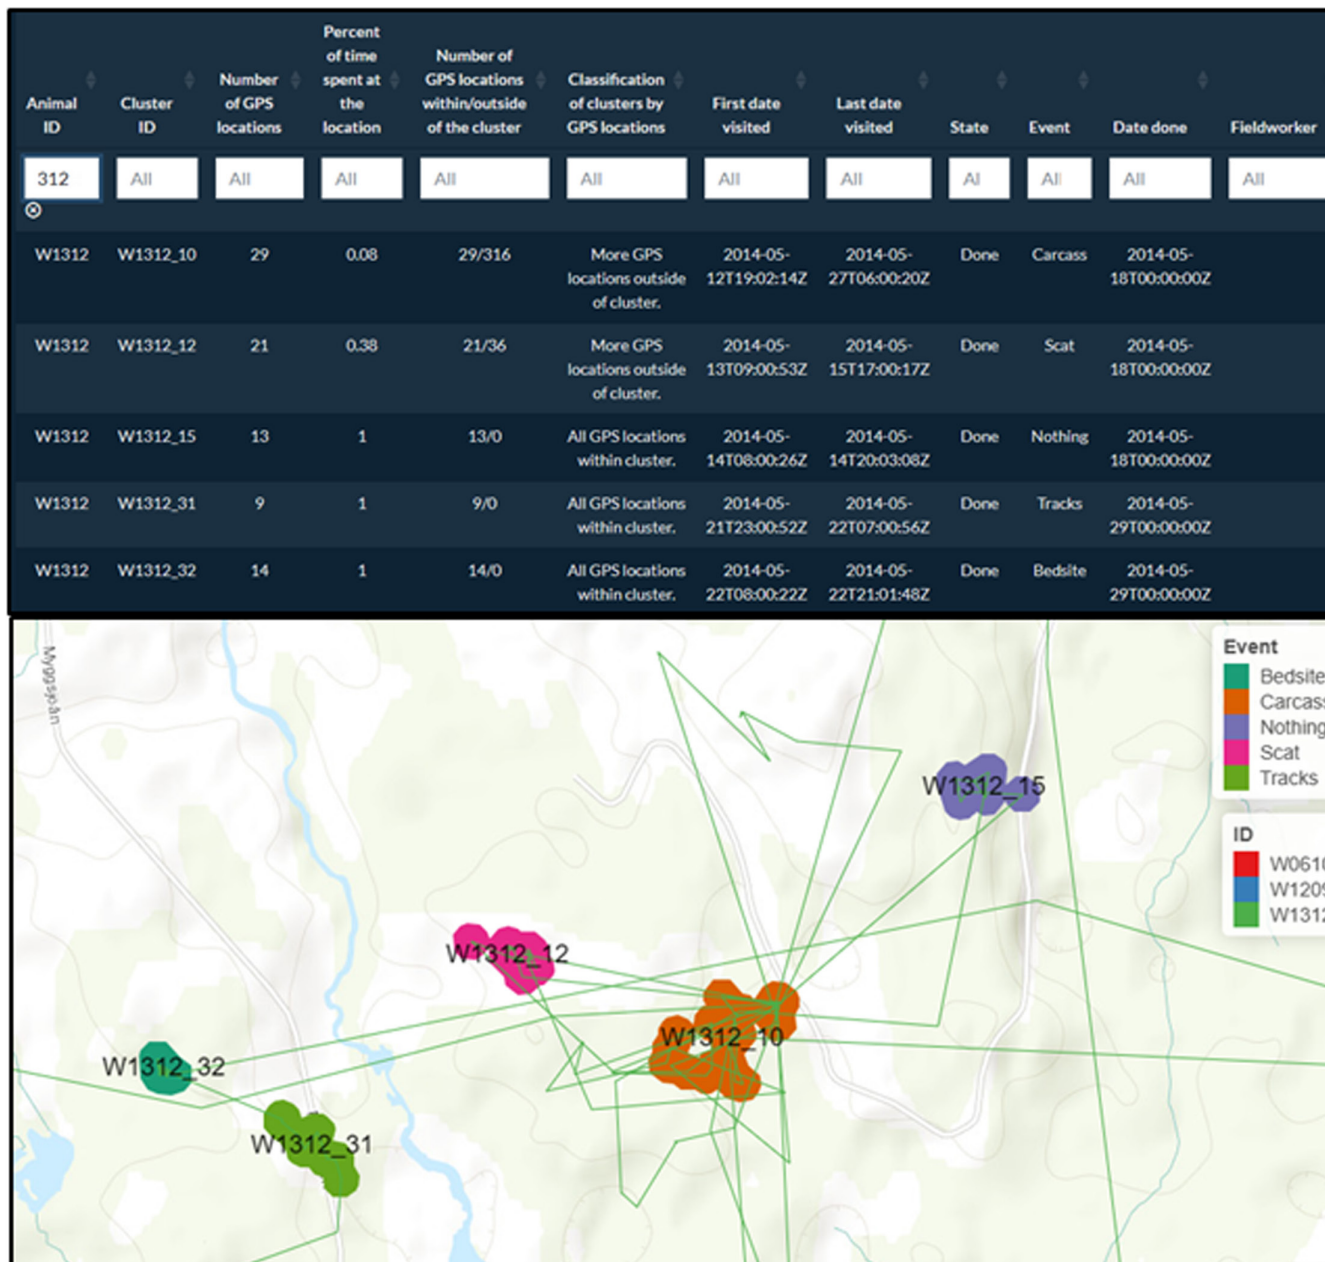 Animal ID
Cluster ID
Number of GPS locations
Percent of time spent at the location
Number of GPS locations within/outside of the cluster
Classification of clusters by GPS locations
First date visited
Last date visited
State
Event
Date done
Fieldworker
312 All All All All All All All Al All All All
W1312 W1312_10 29 0.08 29/316 More GPS locations outside of cluster. 2014-05-12T19:02:14Z 2014-05-27T06:00:20Z Done Carcass 2014-05-18T00:00:00Z
W1312 W1312_12 21 0.38 21/36 More GPS locations outside of cluster. 2014-05-13T09:00:53Z 2014-05-15T17:00:17Z Done Scat 2014-05-18T00:00:00Z
W1312 W1312_15 13 1 13/0 All GPS locations within cluster. 2014-05-14T08:00:26Z 2014-05-14T20:03:08Z Done Nothing 2014-05-18T00:00:00Z
W1312 W1312_31 9 1 9/0 All GPS locations within cluster. 2014-05-21T23:00:52Z 2014-05-22T07:00:56Z Done Tracks 2014-05-29T00:00:00Z
W1312 W1312_32 14 1 14/0 All GPS locations within cluster. 2014-05-22T08:00:22Z 2014-05-22T21:01:48Z Done Bedsite 2014-05-29T00:00:00Z
Myggsjoån
W1312_15
W1312_12
W1312_10
W1312_32
W1312_31
Event
Bedsite
Carcass
Nothing
Scat
Tracks
ID
W0610
W1209
W1312